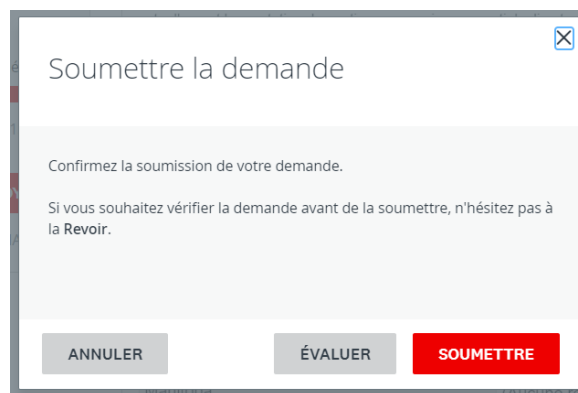 Soumettre la demande
Confirmez la soumission de votre demande.
Si vous souhaitez vérifier la demande avant de la soumettre, n'hésitez pas à
la Revoir.
ANNULER
ÉVALUER
SOUMETTRE